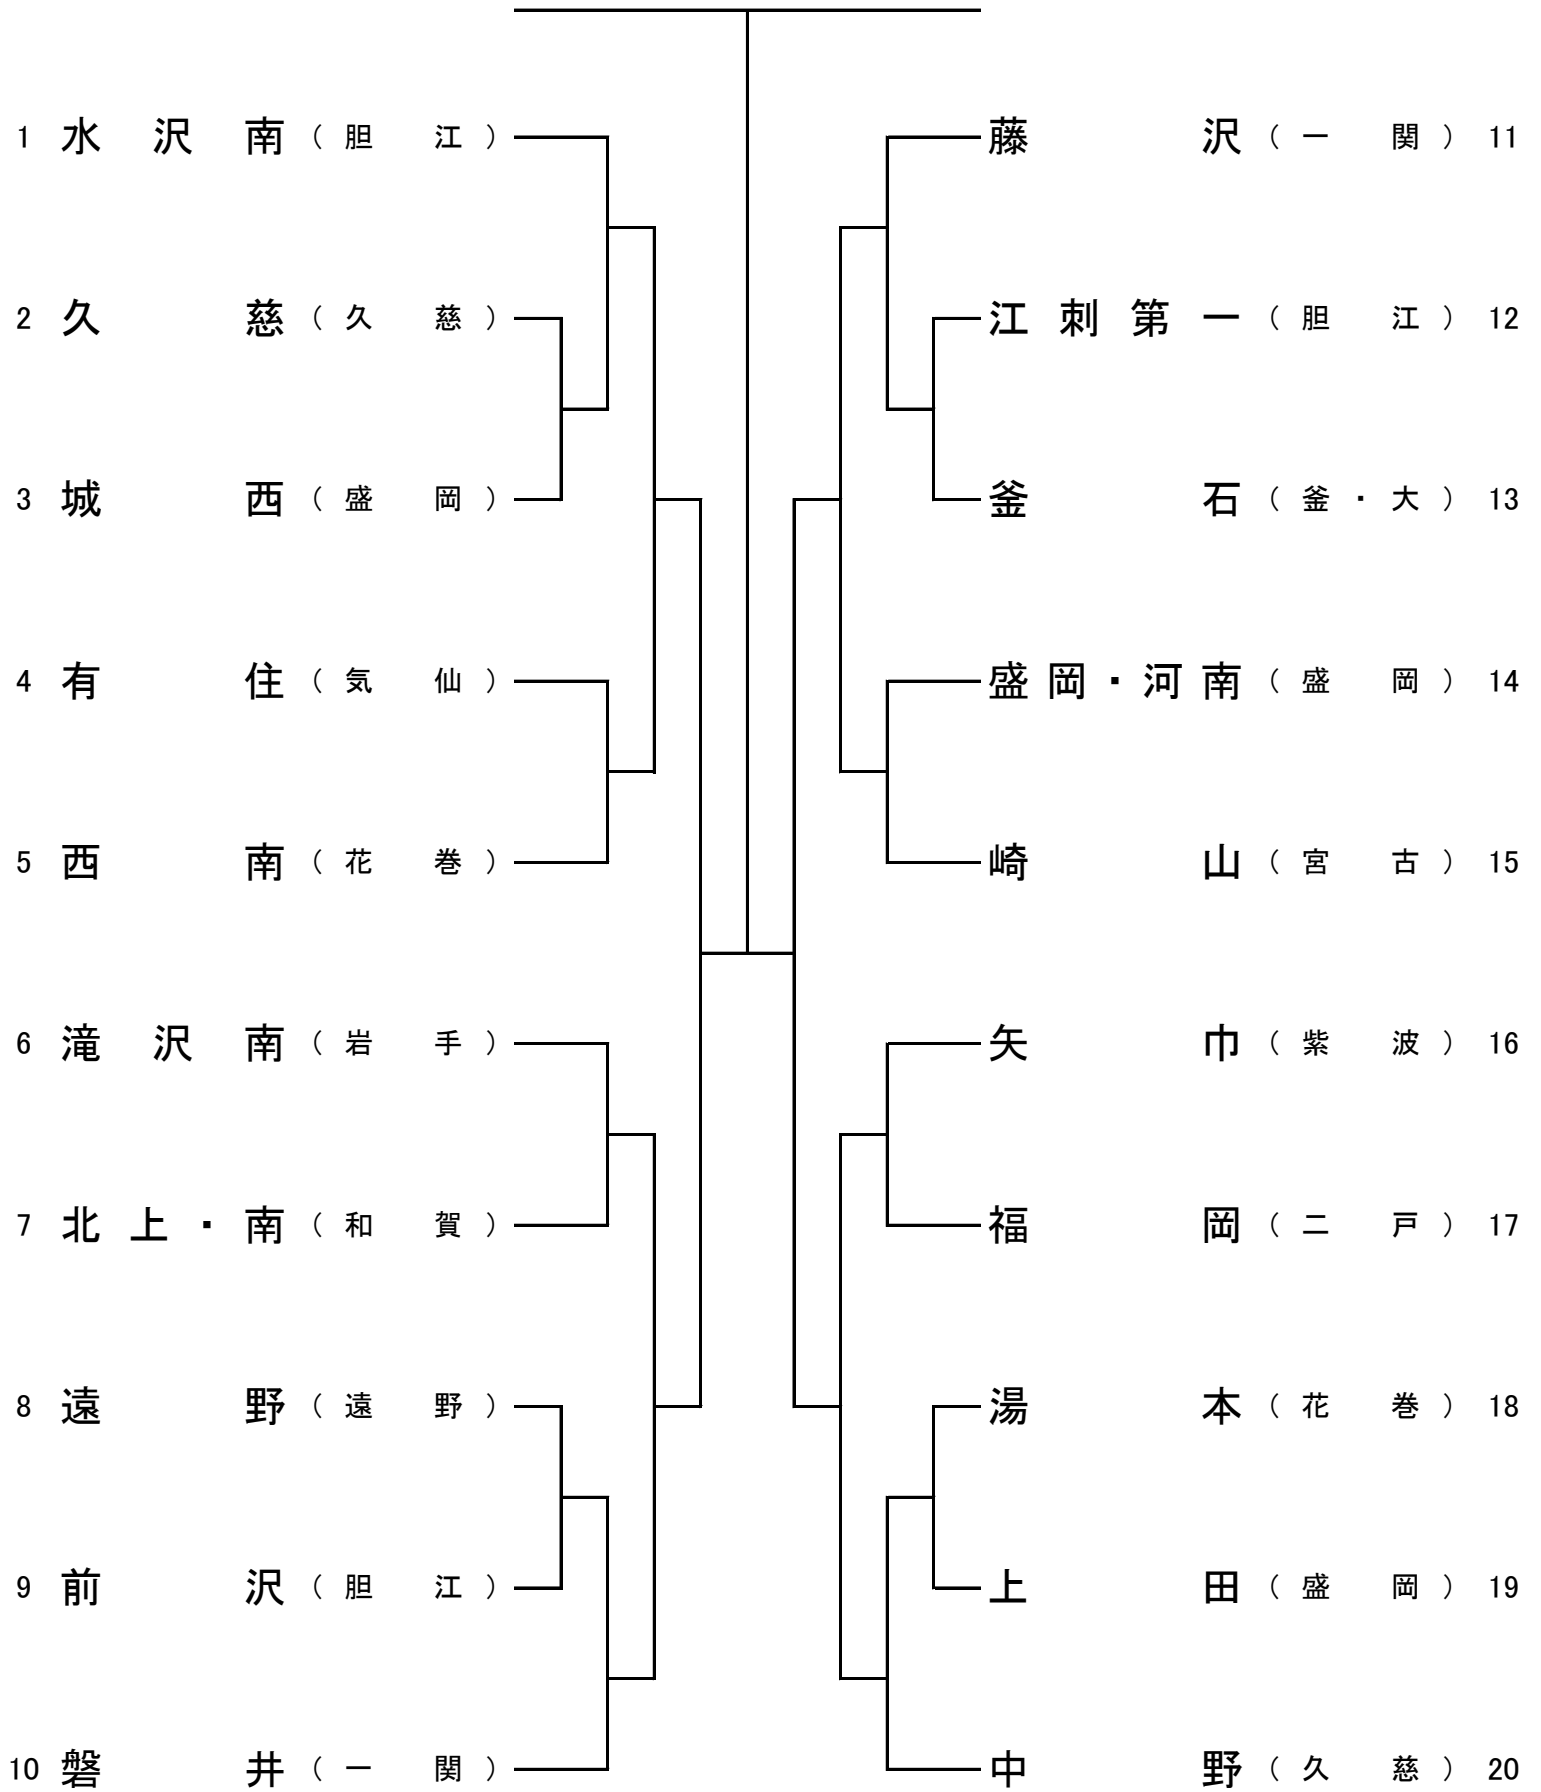 1 水沢南（胆江）
2 久慈（久慈）
3 城西（盛岡）
4 有住（気仙）
5 西南（花巻）
6 滝沢南（岩手）
7 北上・南（和賀）
8 遠野（遠野）
9 前沢（胆江）
10 磐井（一関）
藤沢（一関）11
江刺第一（胆江）12
釜石（釜・大）13
盛岡・河南（盛岡）14
崎山（宮古）15
矢巾（紫波）16
福岡（二戸）17
湯本（花巻）18
上田（盛岡）19
中野（久慈）20